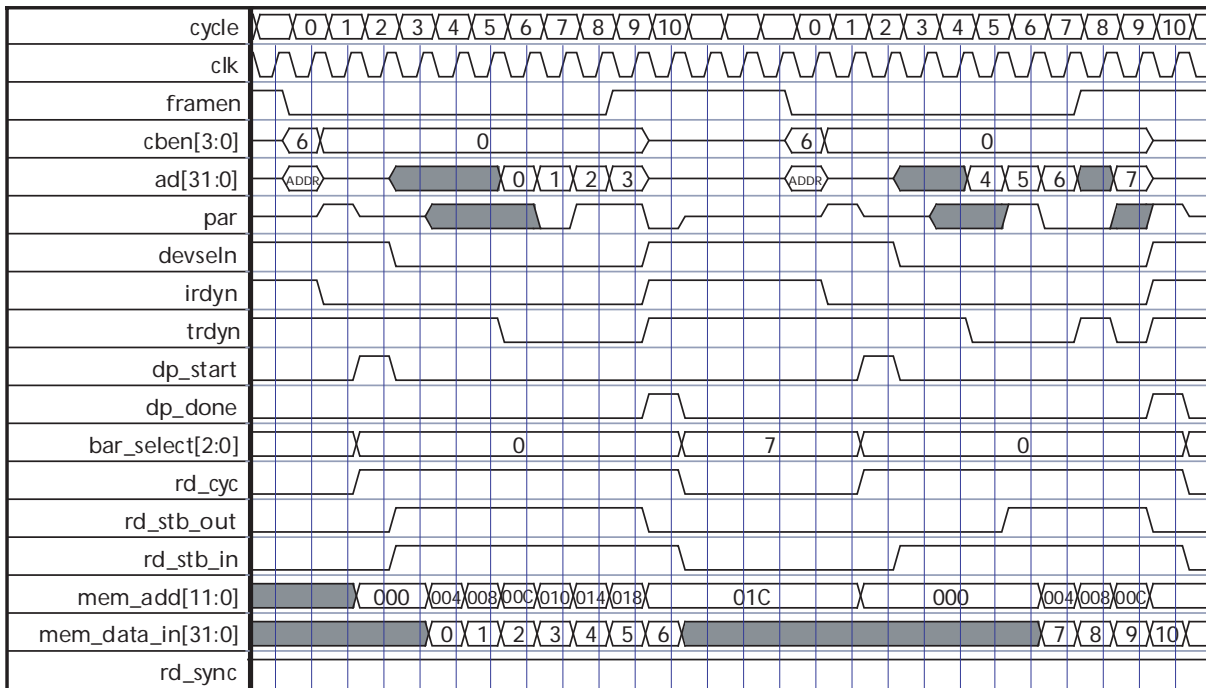 cycle 0 1 2 3 4 5 6 7 8 9 10 0 1 2 3 4 5 6 7 8 9 10
clk
framen
cben[3:0] 6 0 6 0
ad[31:0] ADDR 0 1 2 3 ADDR 4 5 6 7
par
devseln
irdyn
trdyn
dp_start
dp_done
bar_select[2:0] 0 7 0
rd_cyc
rd_stb_out
rd_stb_in
mem_add[11:0] 000 004 008 00C 010 014 018 01C 000 004 008 00C
mem_data_in[31:0] 0 1 2 3 4 5 6 7 8 9 10
rd_sync